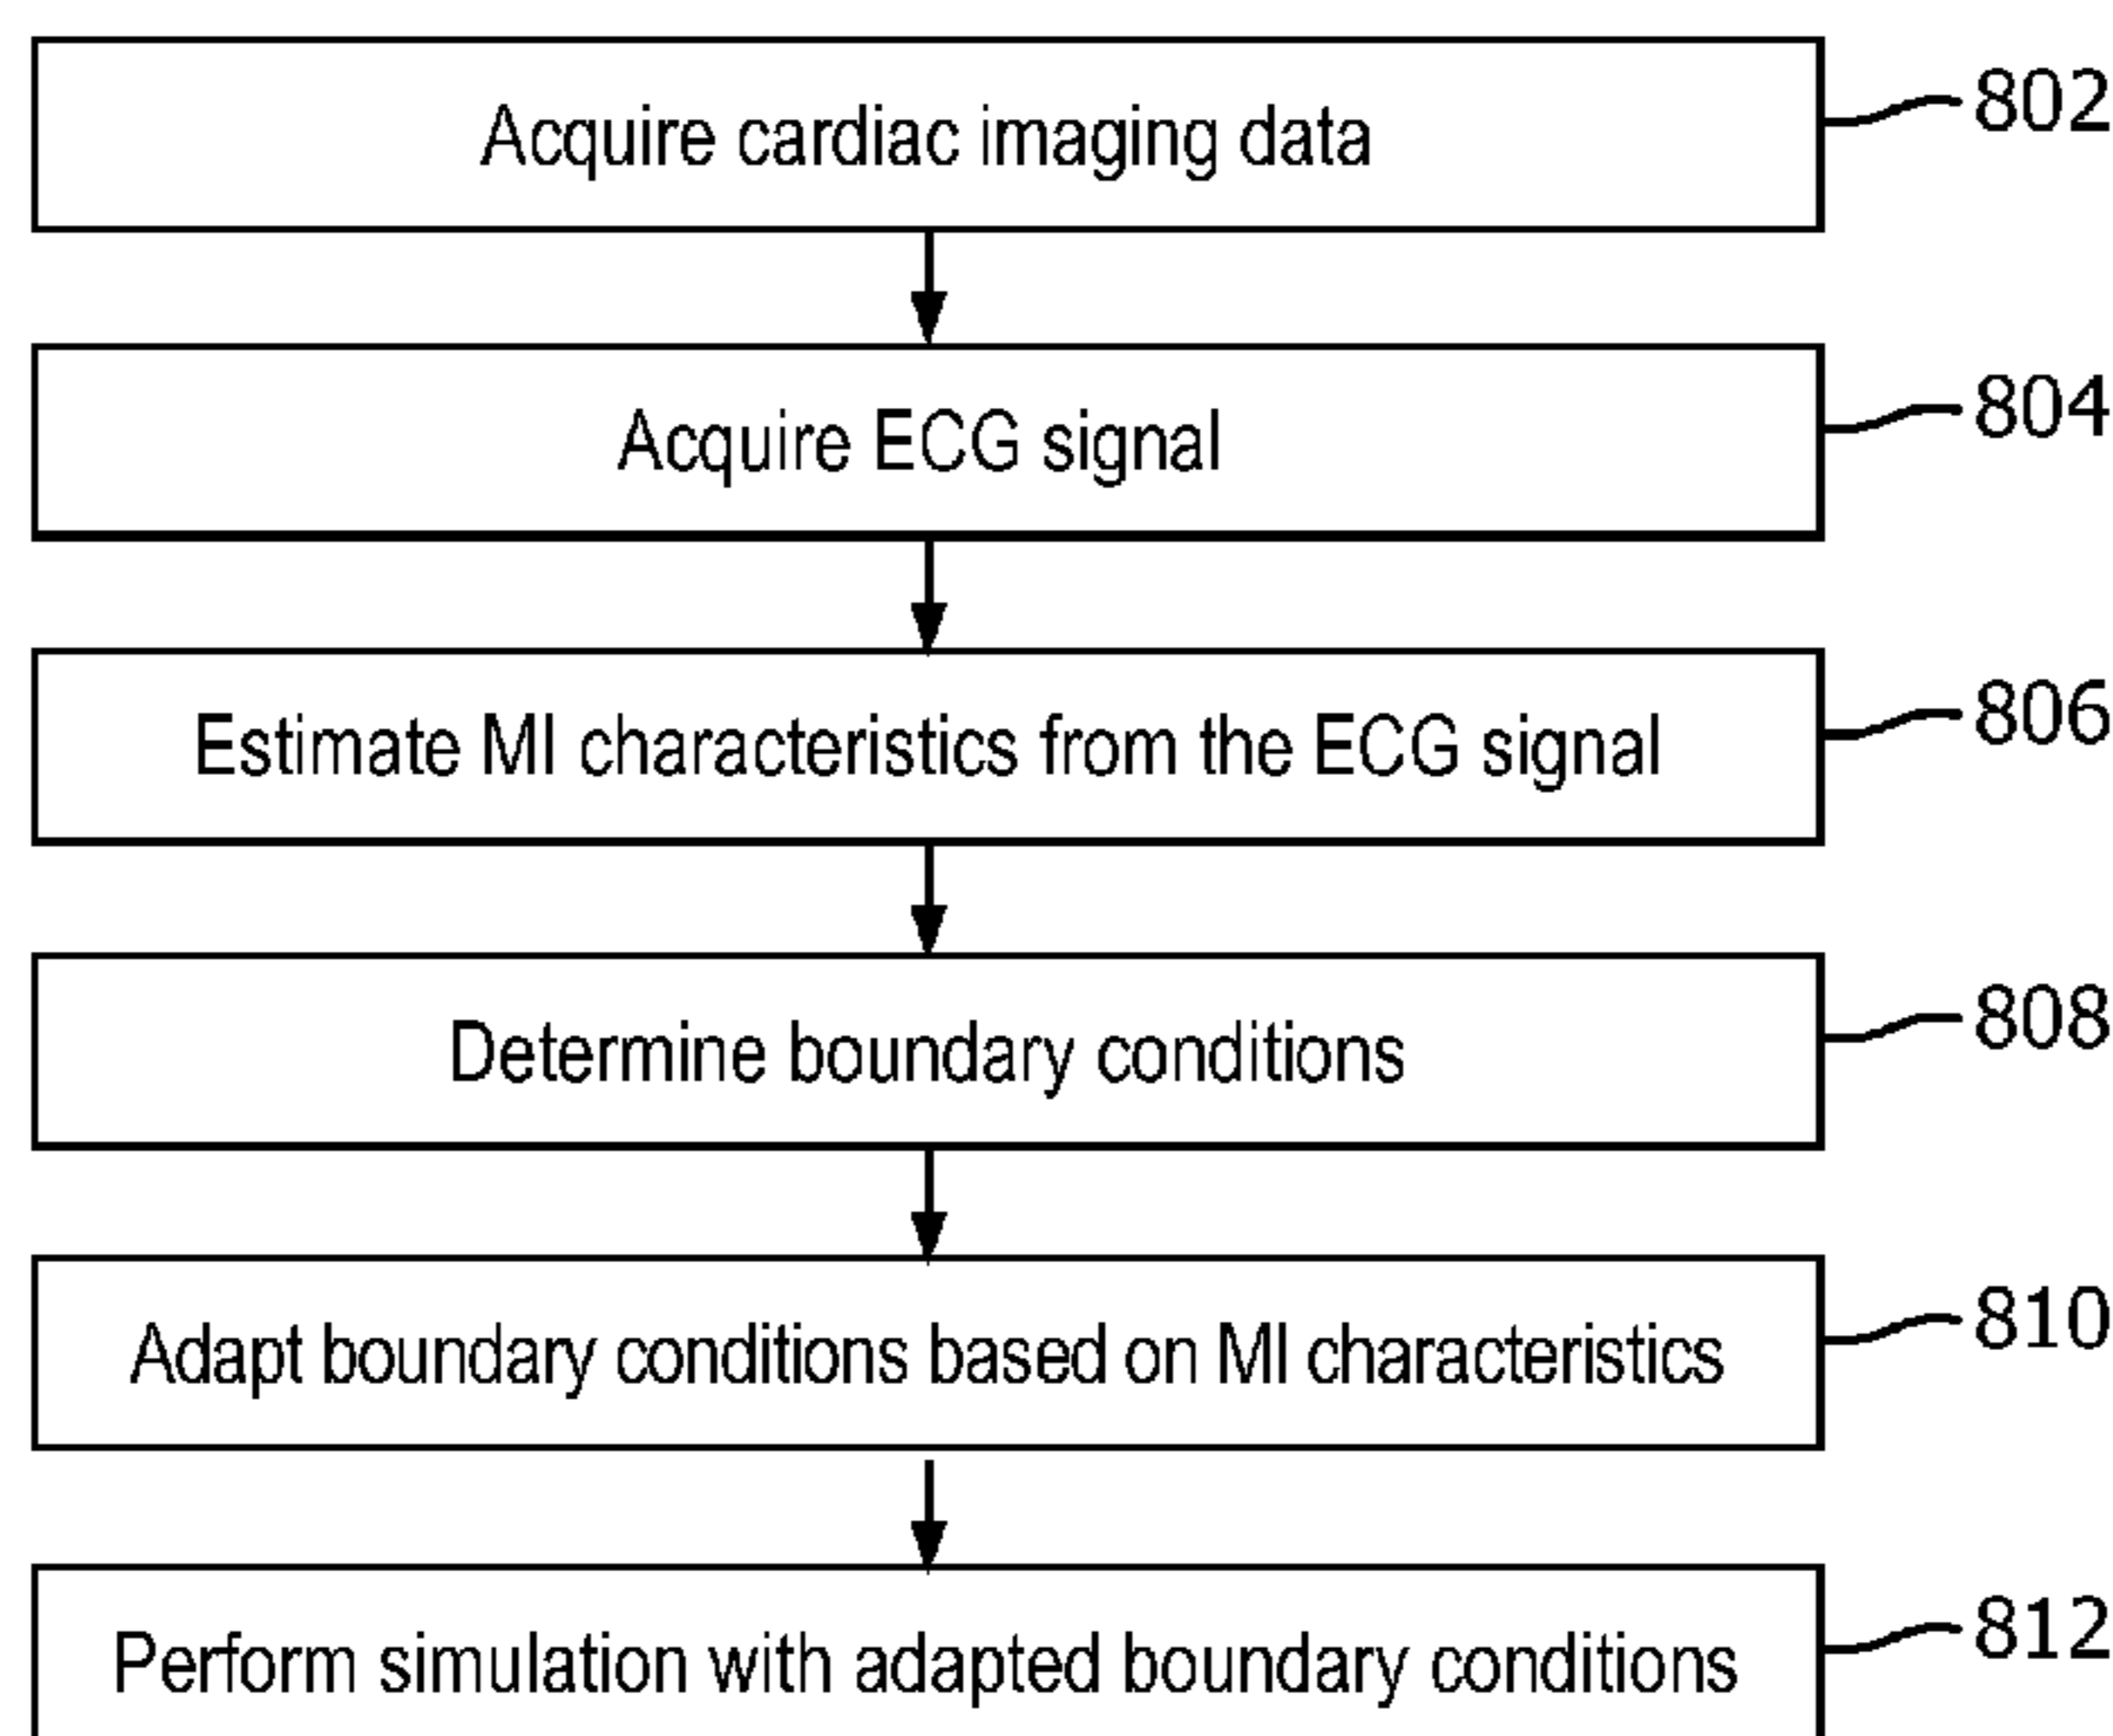 Acquire cardiac imaging data 802
Acquire ECG signal 804
Estimate MI characteristics from the ECG signal 806
Determine boundary conditions 808
Adapt boundary conditions based on MI characteristics 810
Perform simulation with adapted boundary conditions 812